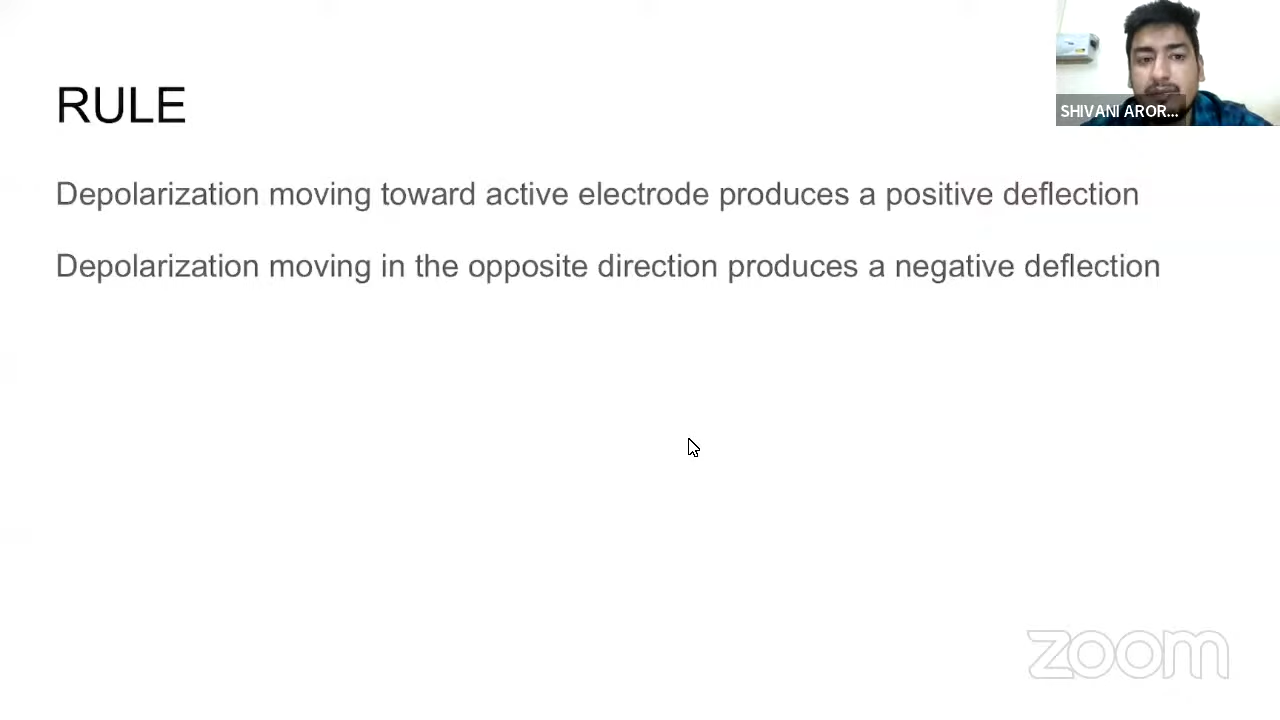 RULE
SHIVANI AROR...
Depolarization moving toward active electrode produces a positive deflection
Depolarization moving in the opposite direction produces a negative deflection
zoom